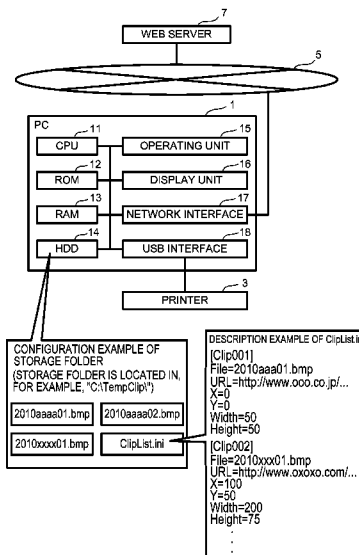 7
WEB SERVER
5
1
PC
11
CPU
15
OPERATING UNIT
12
ROM
16
DISPLAY UNIT
13
RAM
17
NETWORK INTERFACE
14
HDD
18
USB INTERFACE
3
PRINTER
CONFIGURATION EXAMPLE OF
STORAGE FOLDER
(STORAGE FOLDER IS LOCATED IN,
FOR EXAMPLE, "C:\TempClip\")
2010aaaa01.bmp
2010aaaa02.bmp
2010xxxx01.bmp
ClipList.ini
DESCRIPTION EXAMPLE OF ClipList.ini
[Clip001]
File=2010aaa01.bmp
URL=http://www.ooo.co.jp/...
X=0
Y=0
Width=50
Height=50
[Clip002]
File=2010xxx01.bmp
URL=http://www.oxoxo.com/...
X=100
Y=50
Width=200
Height=75